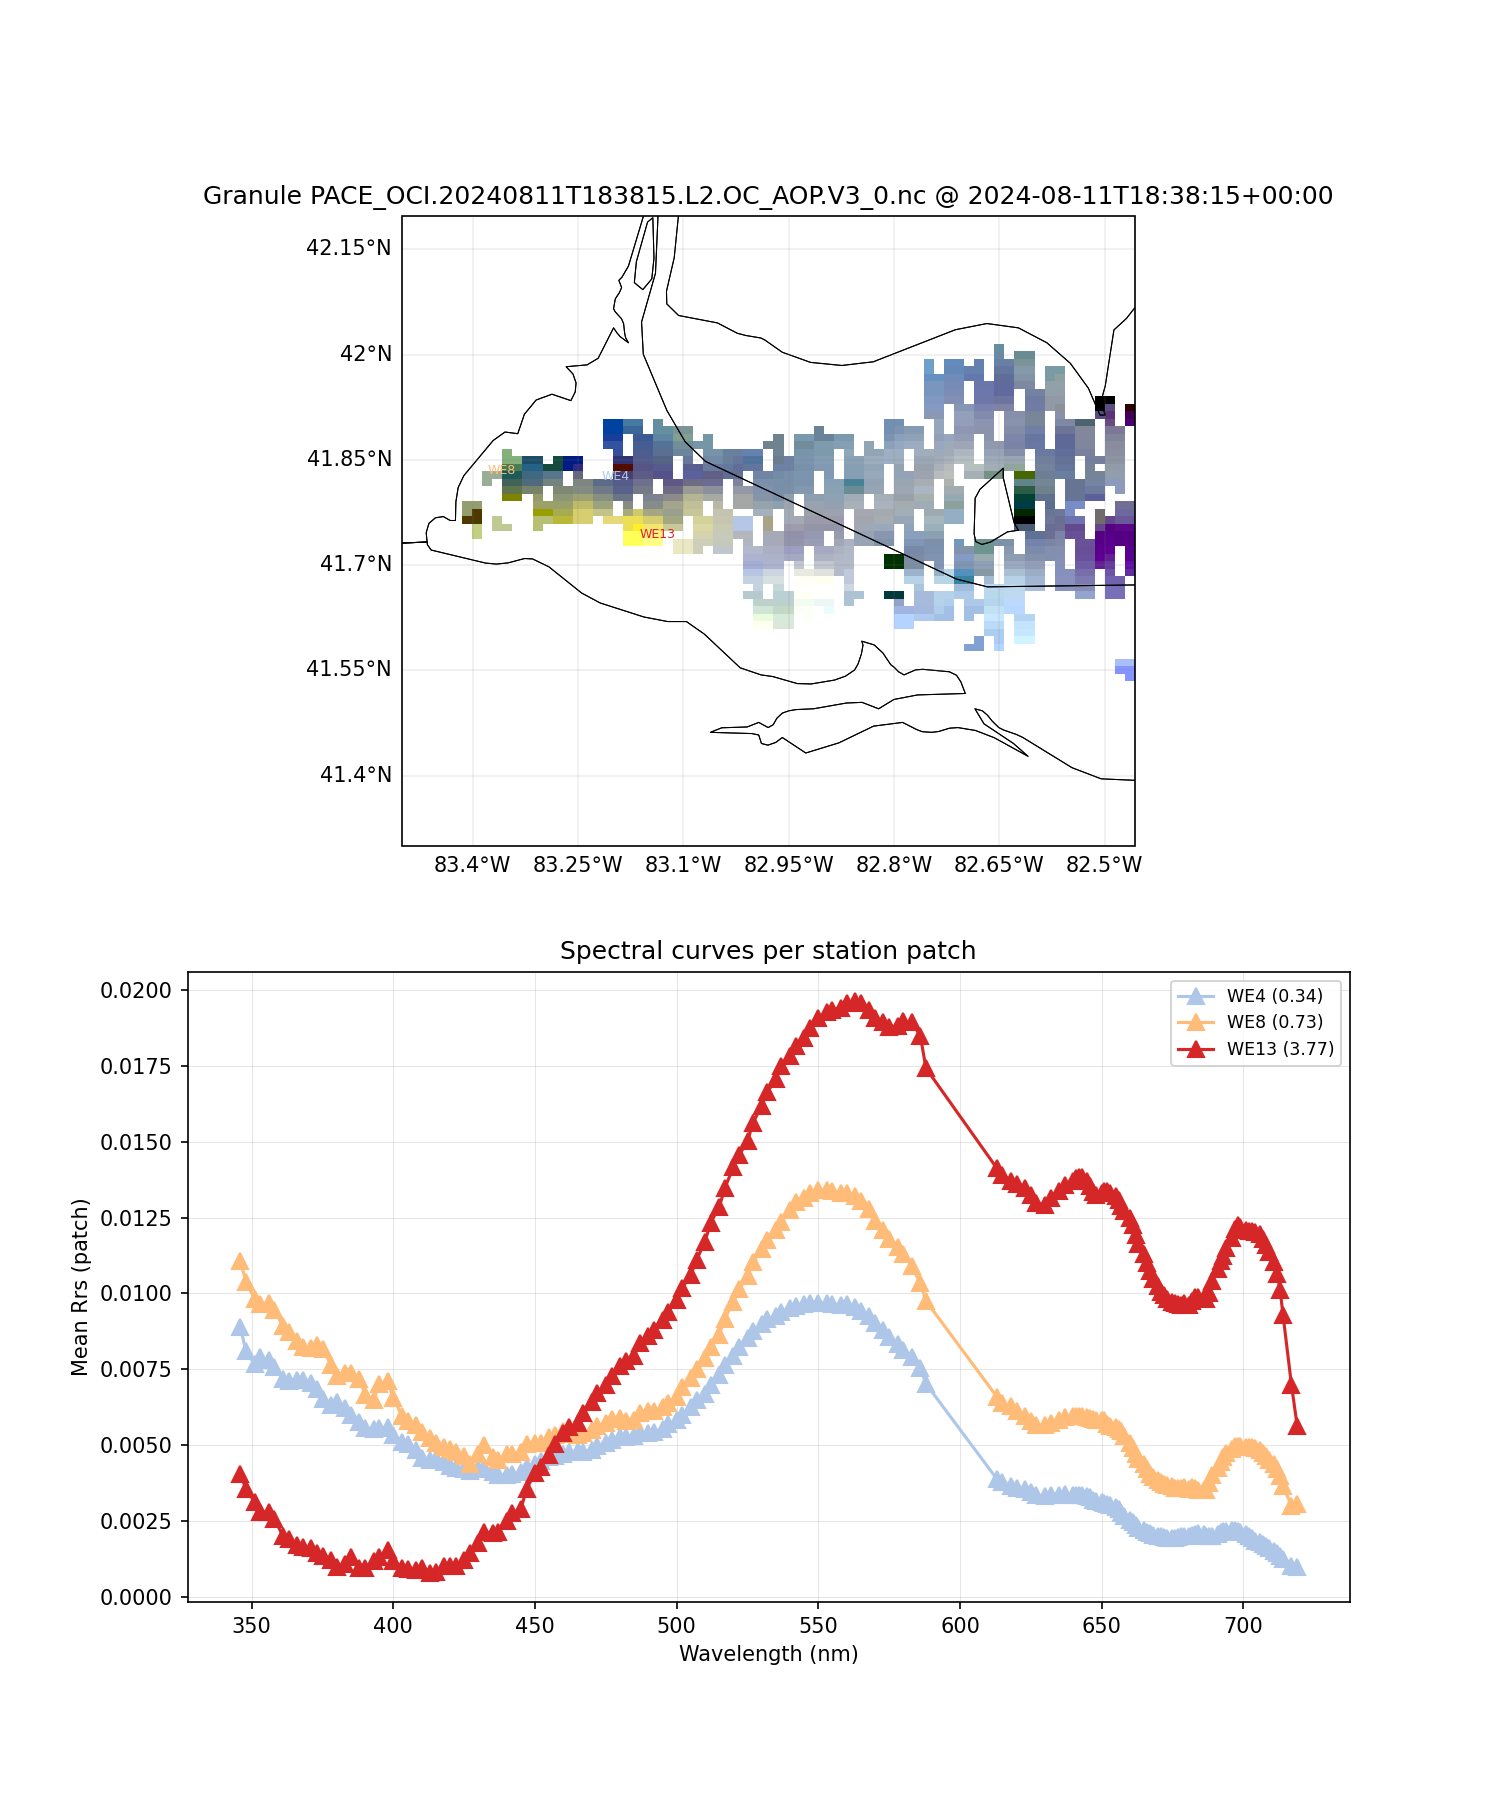 Granule PACE_OCI.20240811T183815.L2.OC_AOP.V3_0.nc @ 2024-08-11T18:38:15+00:00
42.15°N
42°N
41.85°N
41.7°N
41.55°N
41.4°N
WE8
WE4
WE13
83.4°W 83.25°W 83.1°W 82.95°W 82.8°W 82.65°W 82.5°W
Spectral curves per station patch
Mean Rrs (patch)
0.0200
0.0175
0.0150
0.0125
0.0100
0.0075
0.0050
0.0025
0.0000
WE4 (0.34)
WE8 (0.73)
WE13 (3.77)
350 400 450 500 550 600 650 700
Wavelength (nm)